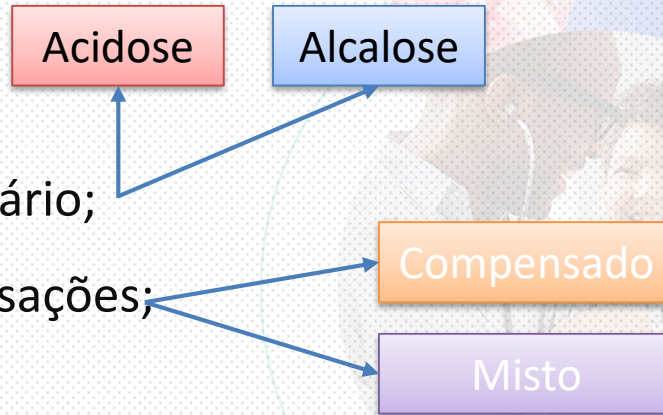 Acidose Alcalose
ário;
Compensado
sações;
Misto